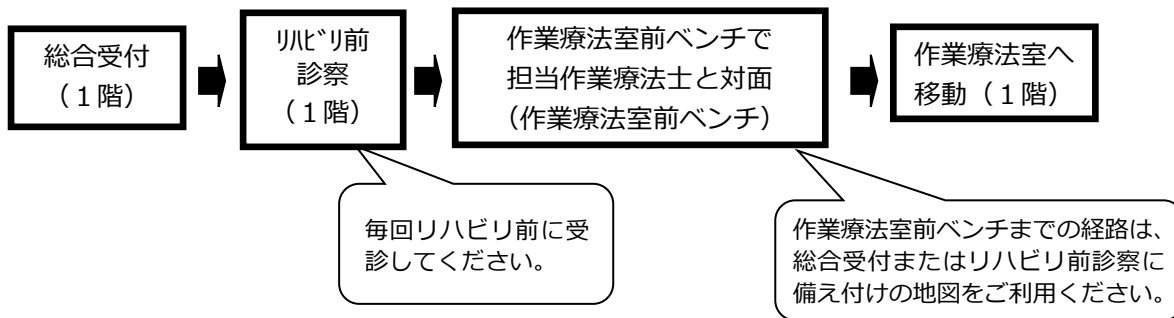 総合受付
（１階）
ﾘﾊﾋﾞﾘ前
診察
（１階）
作業療法室前ベンチで
担当作業療法士と対面
（作業療法室前ベンチ）
作業療法室へ
移動（１階）
毎回リハビリ前に受
診してください。
作業療法室前ベンチまでの経路は、
総合受付またはリハビリ前診察に
備え付けの地図をご利用ください。